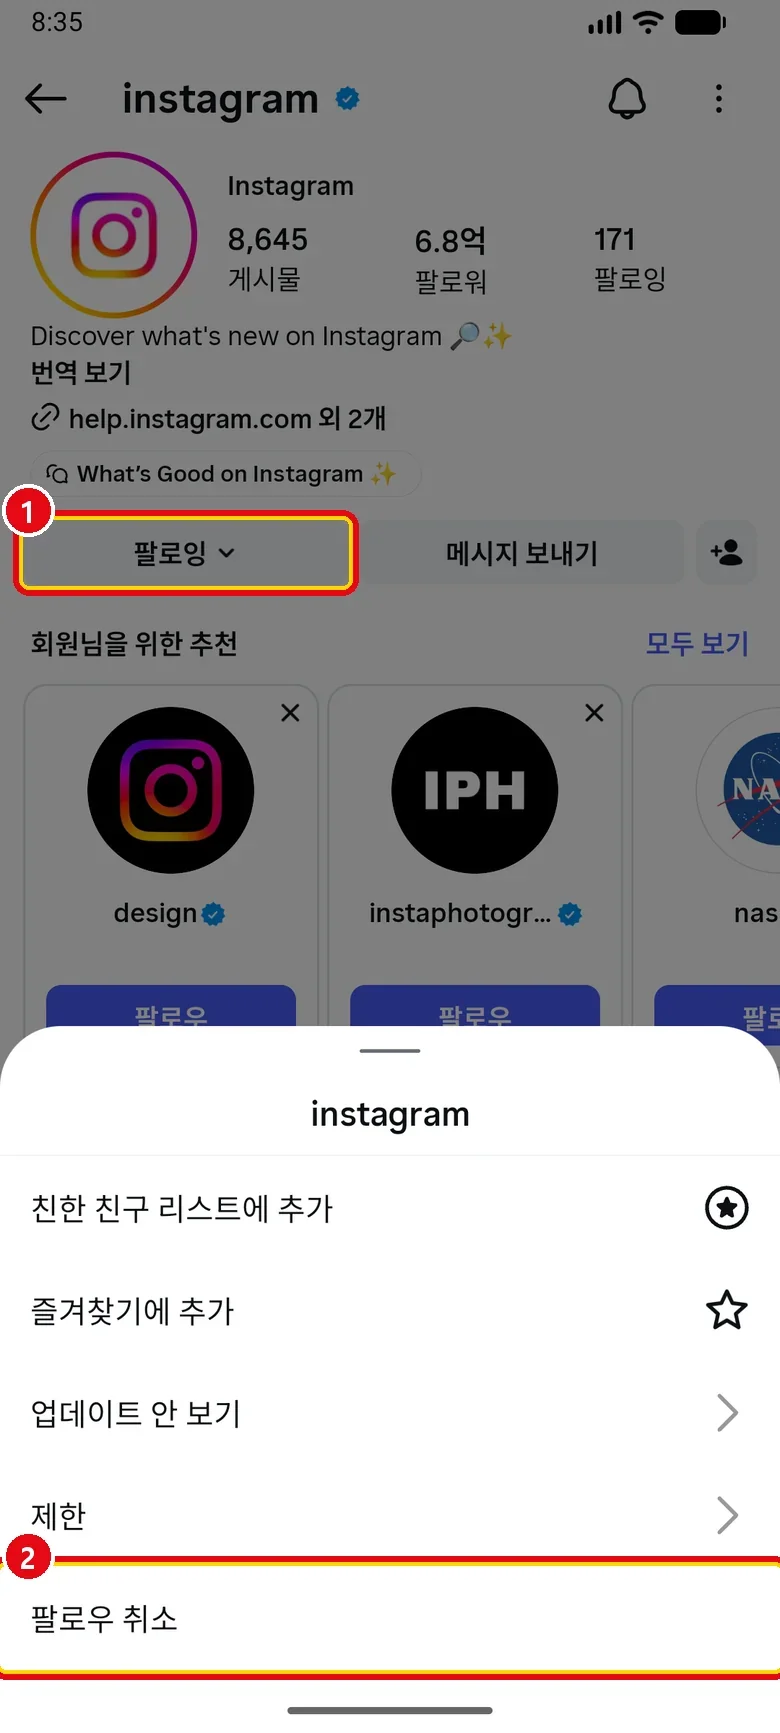 8:35
instagram
Instagram
8,645
6.8억
171
게시물
팔로워
팔로잉
Discover what's new on Instagram 🔎✨
번역 보기
help.instagram.com 외 2개
What's Good on Instagram ✨
1
팔로잉
메시지 보내기
회원님을 위한 추천
모두 보기
IPH
NA
design
instaphotogr...
nas
팔로우
팔로우
팔로
instagram
친한 친구 리스트에 추가
즐겨찾기에 추가
업데이트 안 보기
제한
2
팔로우 취소